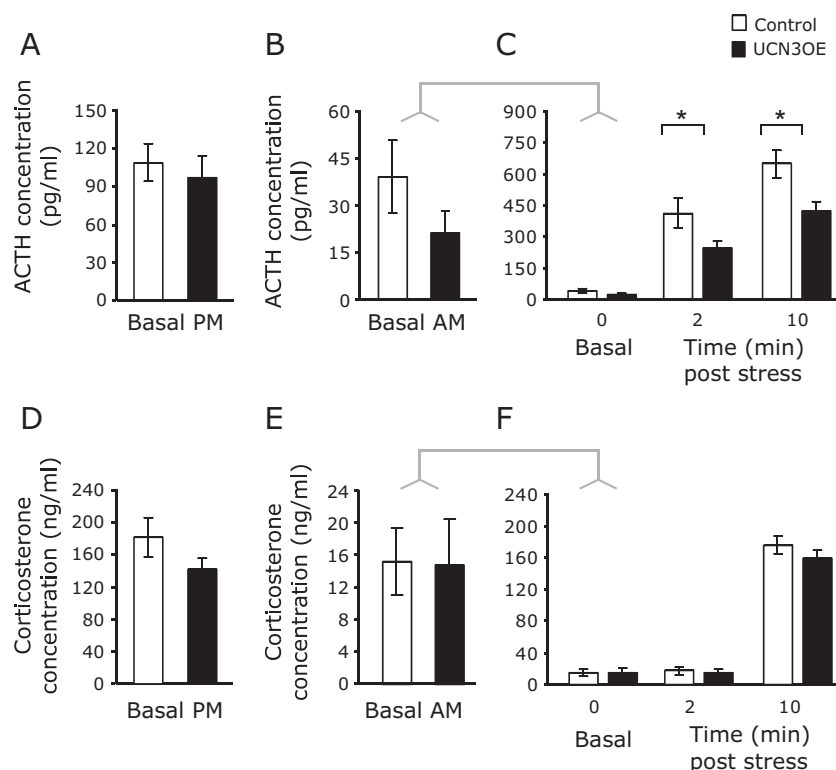 Control
UCN3OE
A
B
C
ACTH concentration
(pg/ml)
150
120
90
60
30
0
Basal PM
ACTH concentration
(pg/ml)
60
45
30
15
0
Basal AM
900
750
600
450
300
150
0
*
*
0
2
10
Basal
Time (min)
post stress
D
E
F
Corticosterone
concentration (ng/ml)
240
200
160
120
80
40
0
Basal PM
Corticosterone
concentration (ng/ml)
24
20
16
12
8
4
0
Basal AM
240
200
160
120
80
40
0
0
2
10
Basal
Time (min)
post stress